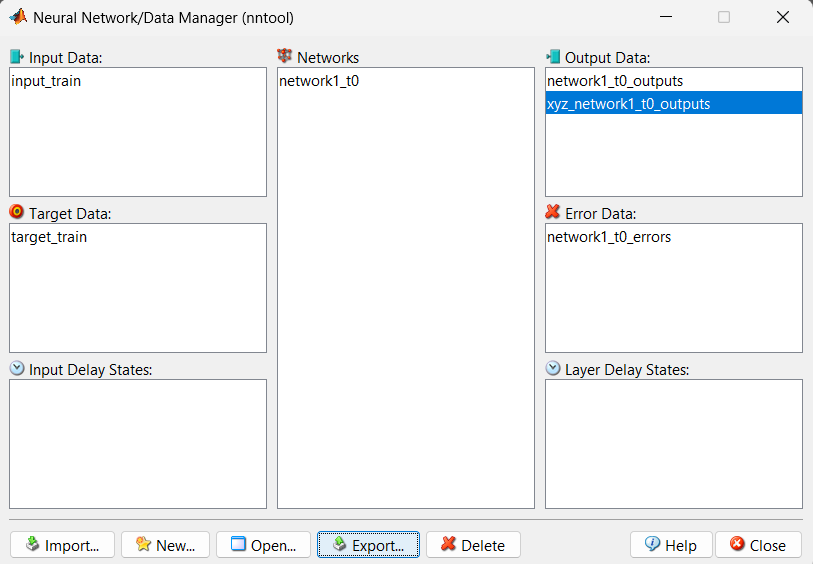 Neural Network/Data Manager (nntool)
Input Data:
input_train
Networks
network1_t0
Output Data:
network1_t0_outputs
xyz_network1_t0_outputs
Target Data:
target_train
Error Data:
network1_t0_errors
Input Delay States:
Layer Delay States:
Import... New... Open... Export... Delete Help Close